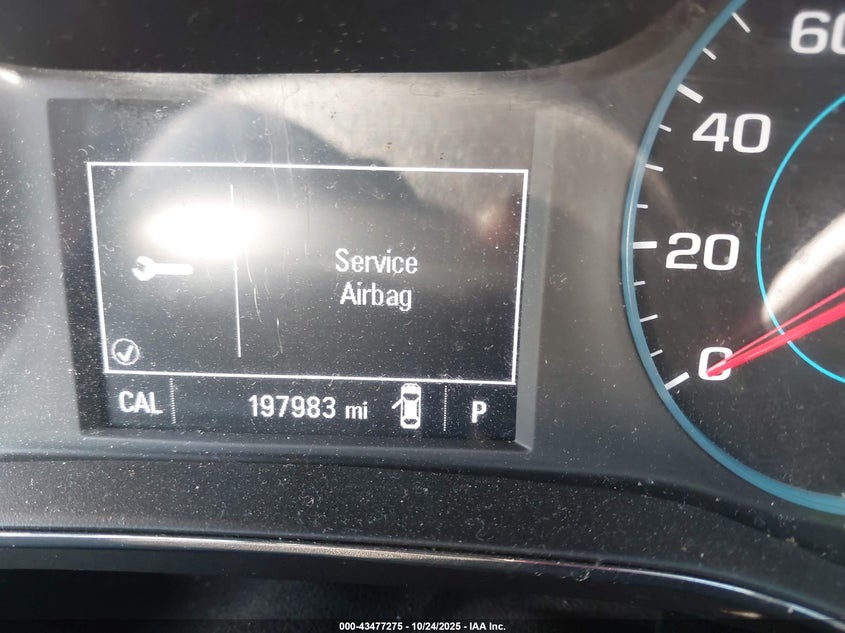 60
40
20
0
Service
Airbag
CAL 197983 mi P
000-43477275 - 10/24/2025 - IAA Inc.